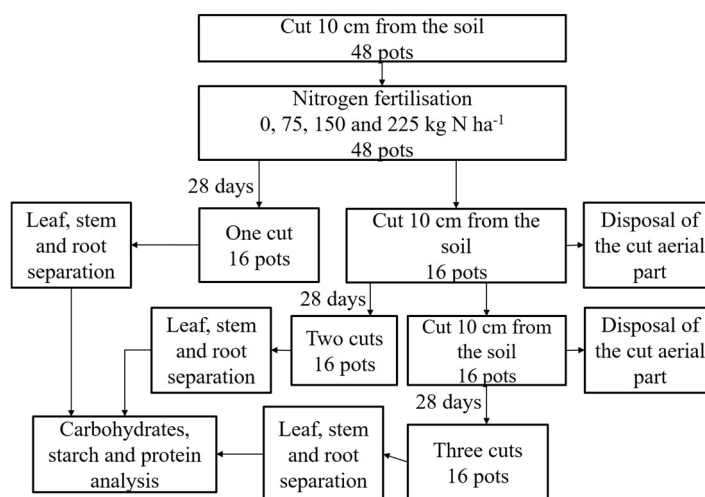 Cut 10 cm from the soil
48 pots
Nitrogen fertilisation
0, 75, 150 and 225 kg N ha⁻¹
48 pots
28 days
Leaf, stem
and root
separation
One cut
16 pots
Cut 10 cm from the
soil
16 pots
Disposal of
the cut aerial
part
28 days
Leaf, stem
and root
separation
Two cuts
16 pots
Cut 10 cm from
the soil
16 pots
Disposal of
the cut aerial
part
28 days
Carbohydrates,
starch and protein
analysis
Leaf, stem
and root
separation
Three cuts
16 pots